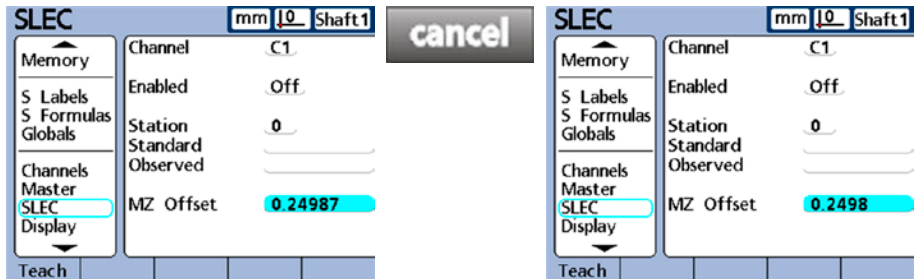 SLEC mm 0 Shaft1
Memory
S Labels
S Formulas
Globals
Channels
Master
SLEC
Display
Channel C1
Enabled Off
Station 0
Standard
Observed
MZ Offset 0.24987
Teach
cancel
SLEC mm 0 Shaft1
Memory
S Labels
S Formulas
Globals
Channels
Master
SLEC
Display
Channel C1
Enabled Off
Station 0
Standard
Observed
MZ Offset 0.2498
Teach